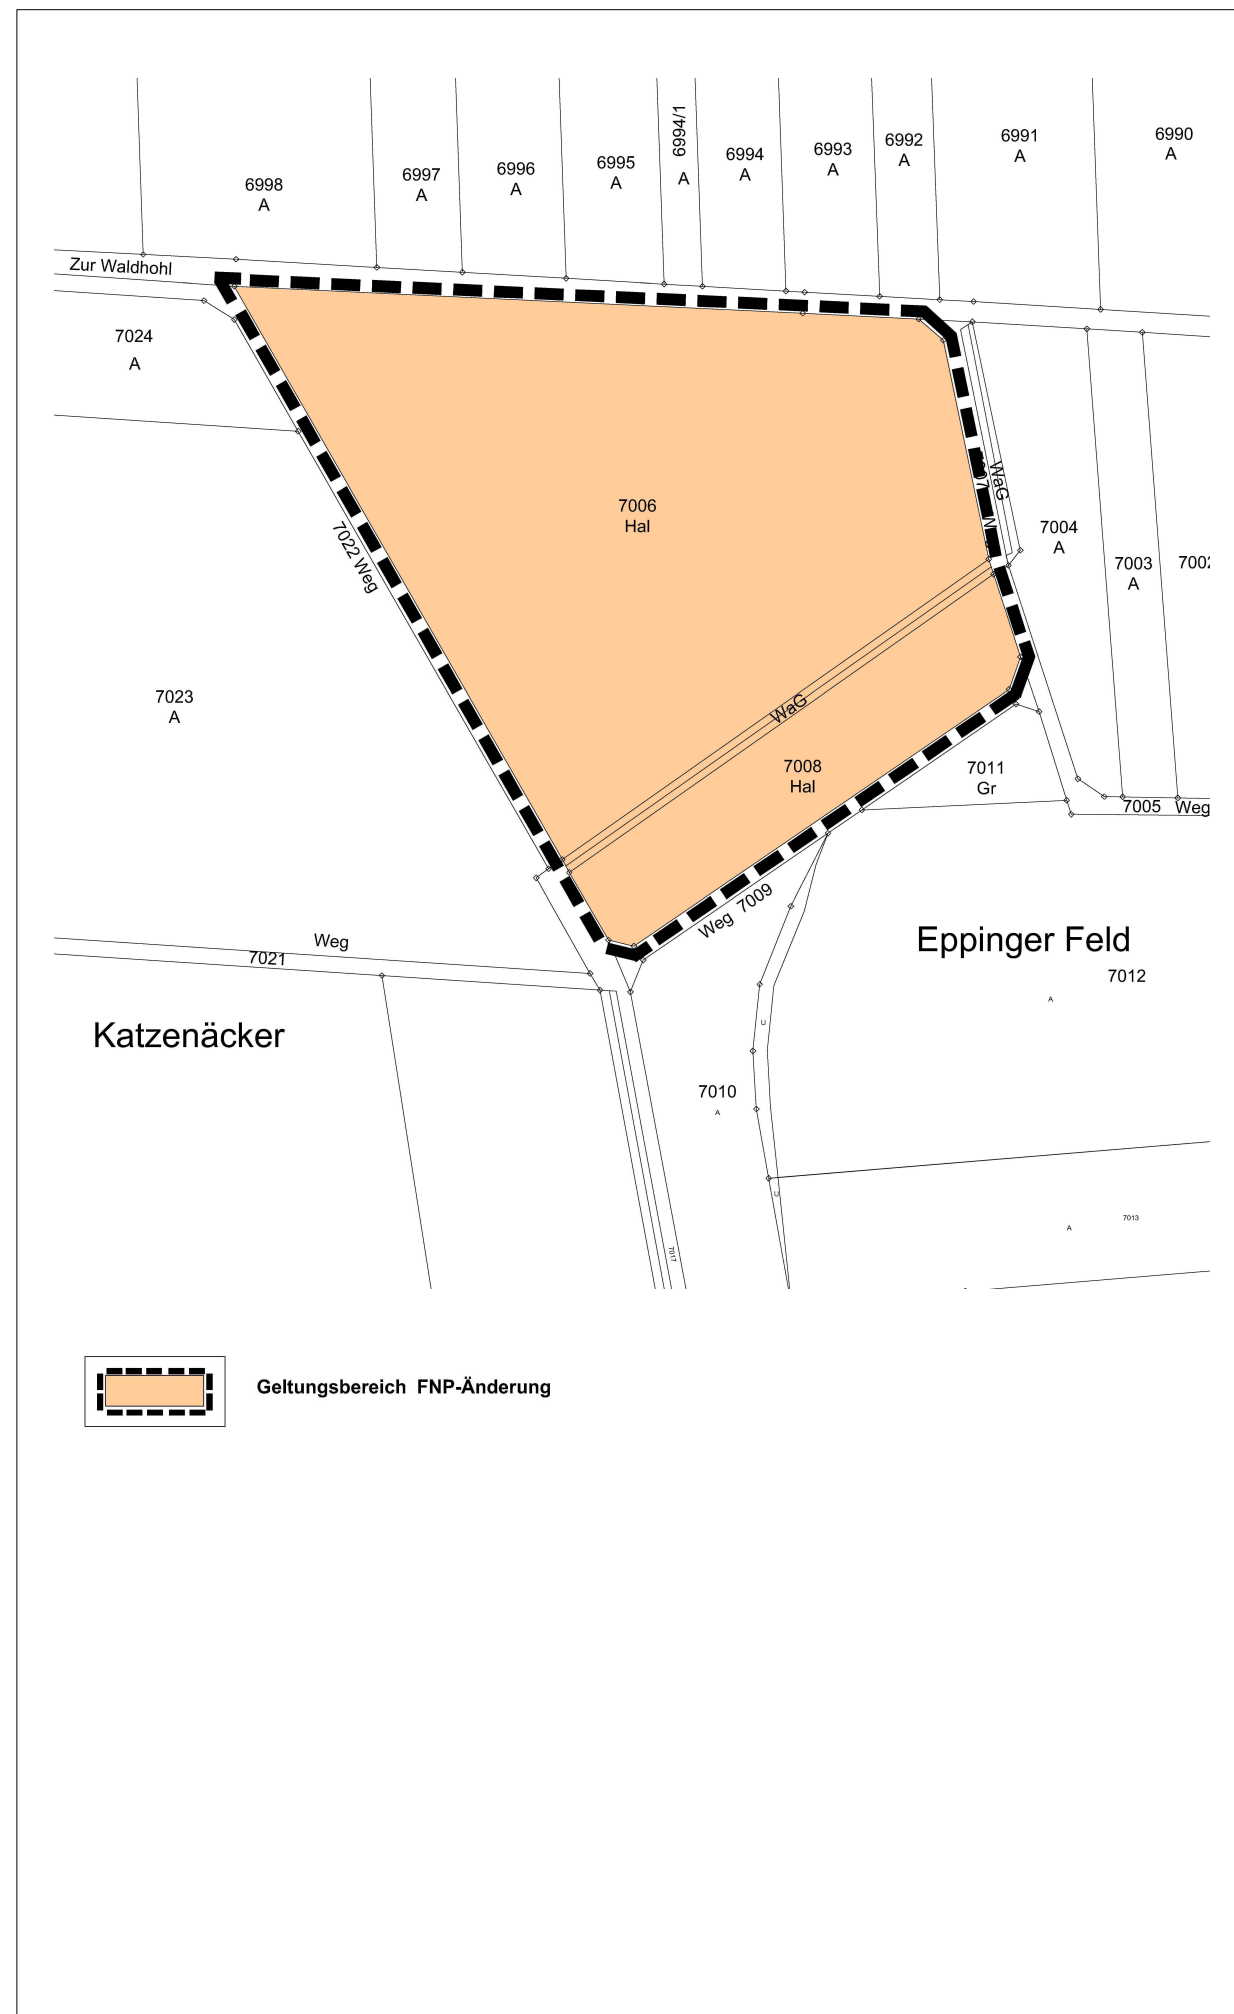 6998
A
6997
A
6996
A
6995
A
6994/1
A
6994
A
6993
A
6992
A
6991
A
6990
A
Zur Waldhohl
7024
A
7006
Hal
WaG
7004
A
7003
A
7022 Weg
7023
A
WaG
7008
Hal
7011
Gr
7005 Weg
Weg 7009
Weg
7021
Eppinger Feld
7012
A
Katzenäcker
U
7010
A
U
7013
A
7017
Geltungsbereich FNP-Änderung